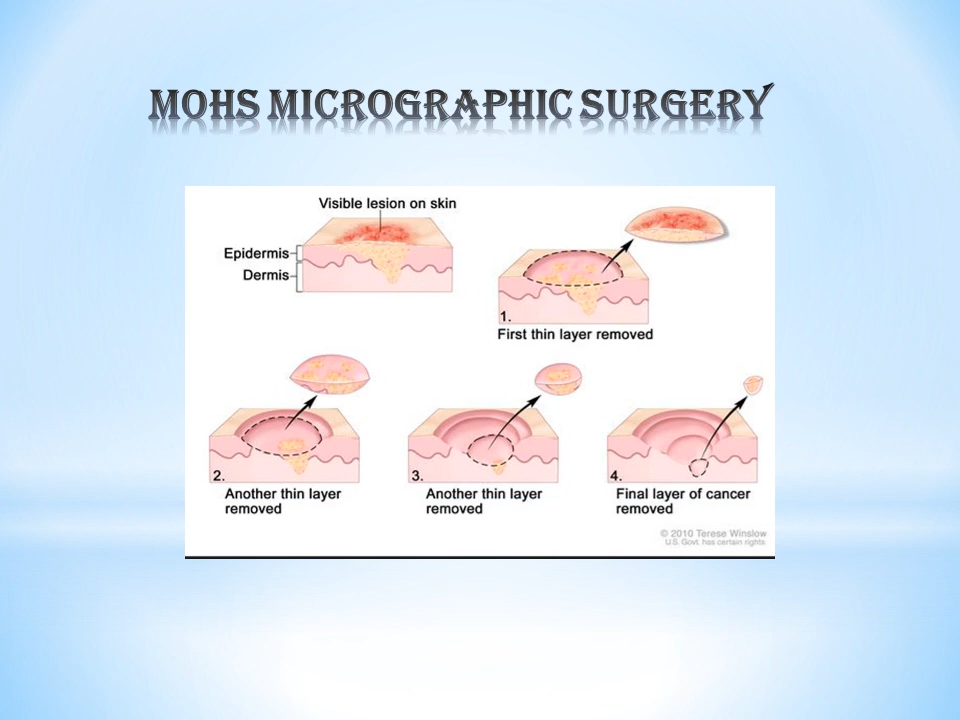 MOHS MICROGRAPHIC SURGERY
Visible lesion on skin
Epidermis
Dermis
1.
First thin layer removed
2.
Another thin layer
removed
3.
Another thin layer
removed
4.
Final layer of cancer
removed
© 2010 Terese Winslow
U.S. Govt. has certain rights